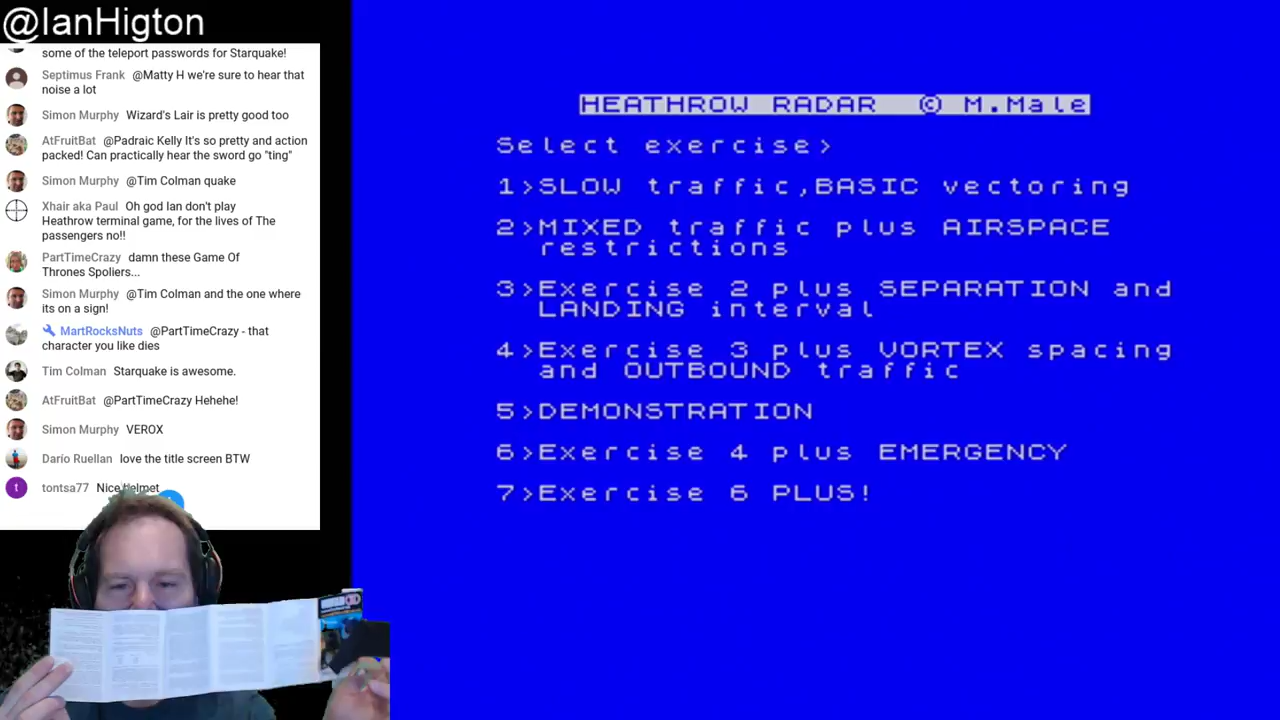 @IanHigton
some of the teleport passwords for Starquake!
Septimus Frank @Matty H we're sure to hear that
noise a lot
Simon Murphy Wizard's Lair is pretty good too
AtFruitBat @Padraic Kelly It's so pretty and action
packed! Can practically hear the sword go "ting"
Simon Murphy @Tim Colman quake
Xhair aka Paul Oh god Ian don't play
Heathrow terminal game, for the lives of The
passengers no!!
PartTimeCrazy damn these Game Of
Thrones Spoliers...
Simon Murphy @Tim Colman and the one where
its on a sign!
MartRocksNuts @PartTimeCrazy - that
character you like dies
Tim Colman Starquake is awesome.
AtFruitBat @PartTimeCrazy Hehehe!
Simon Murphy VEROX
Darío Ruellan love the title screen BTW
t tontsa77 Nice helmet
HEATHROW RADAR © M.Male
Select exercise>
1>SLOW traffic,BASIC vectoring
2>MIXED traffic plus AIRSPACE
restrictions
3>Exercise 2 plus SEPARATION and
LANDING interval
4>Exercise 3 plus VORTEX spacing
and OUTBOUND traffic
5>DEMONSTRATION
6>Exercise 4 plus EMERGENCY
7>Exercise 6 PLUS!